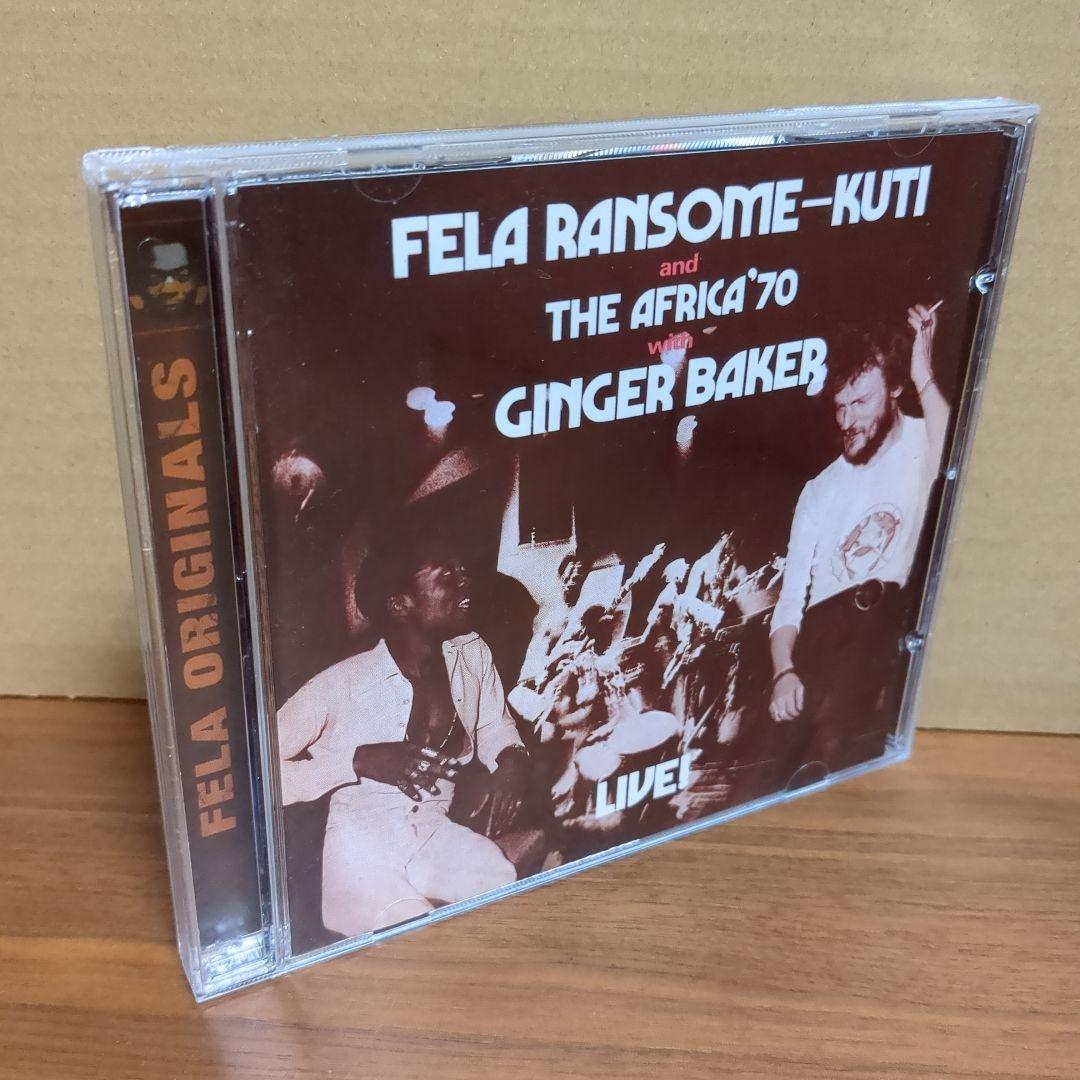 FELA RANSOME–KUTI
and
THE AFRICA'70
with
GINGER BAKER
LIVE!
FELA ORIGINALS